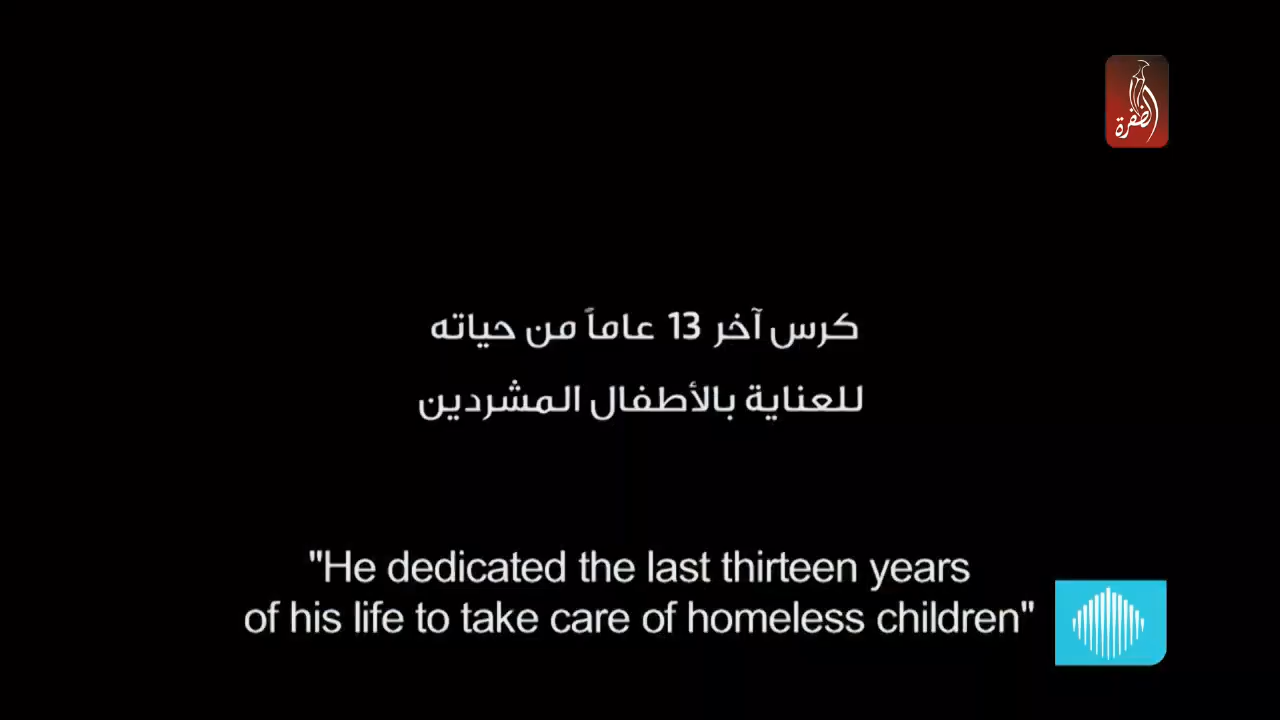 الظفرة
كرس آخر 13 عاماً من حياته
للعناية بالأطفال المشردين
"He dedicated the last thirteen years
of his life to take care of homeless children"